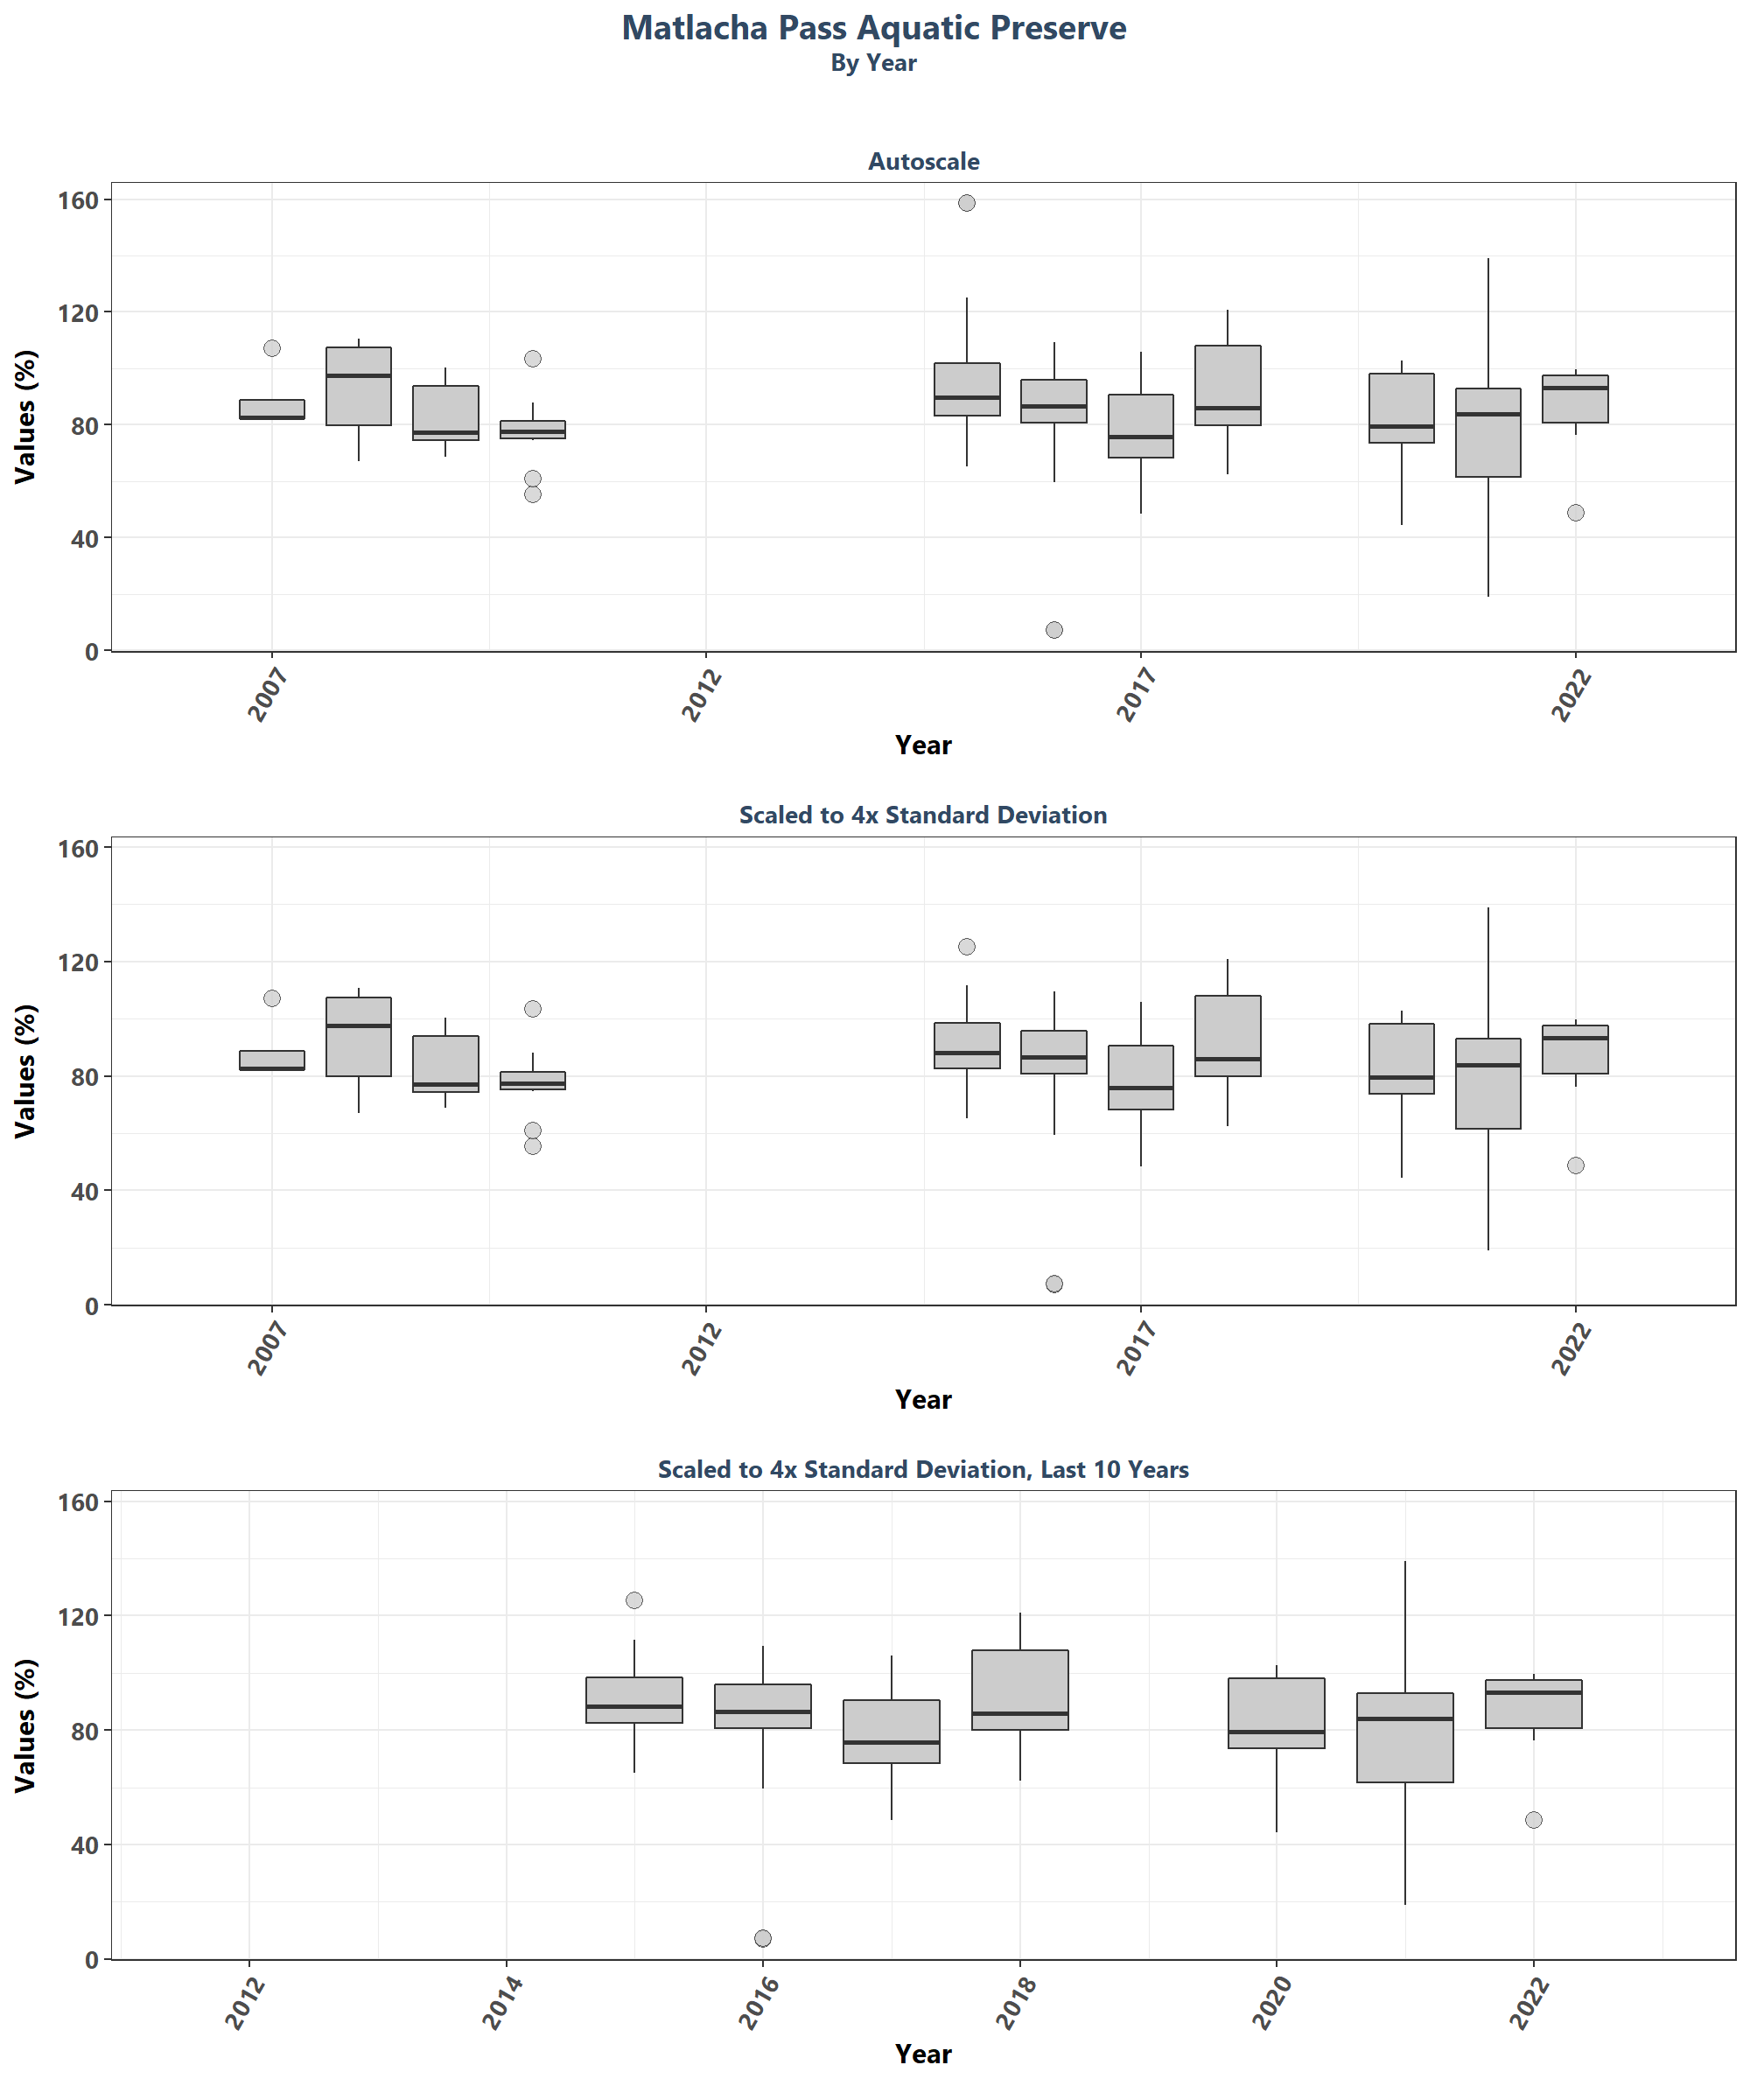 Matlacha Pass Aquatic Preserve
By Year
Autoscale
Values (%)
160
120
80
40
0
2007
2012
2017
2022
Year
Scaled to 4x Standard Deviation
Values (%)
160
120
80
40
0
2007
2012
2017
2022
Year
Scaled to 4x Standard Deviation, Last 10 Years
Values (%)
160
120
80
40
0
2012
2014
2016
2018
2020
2022
Year